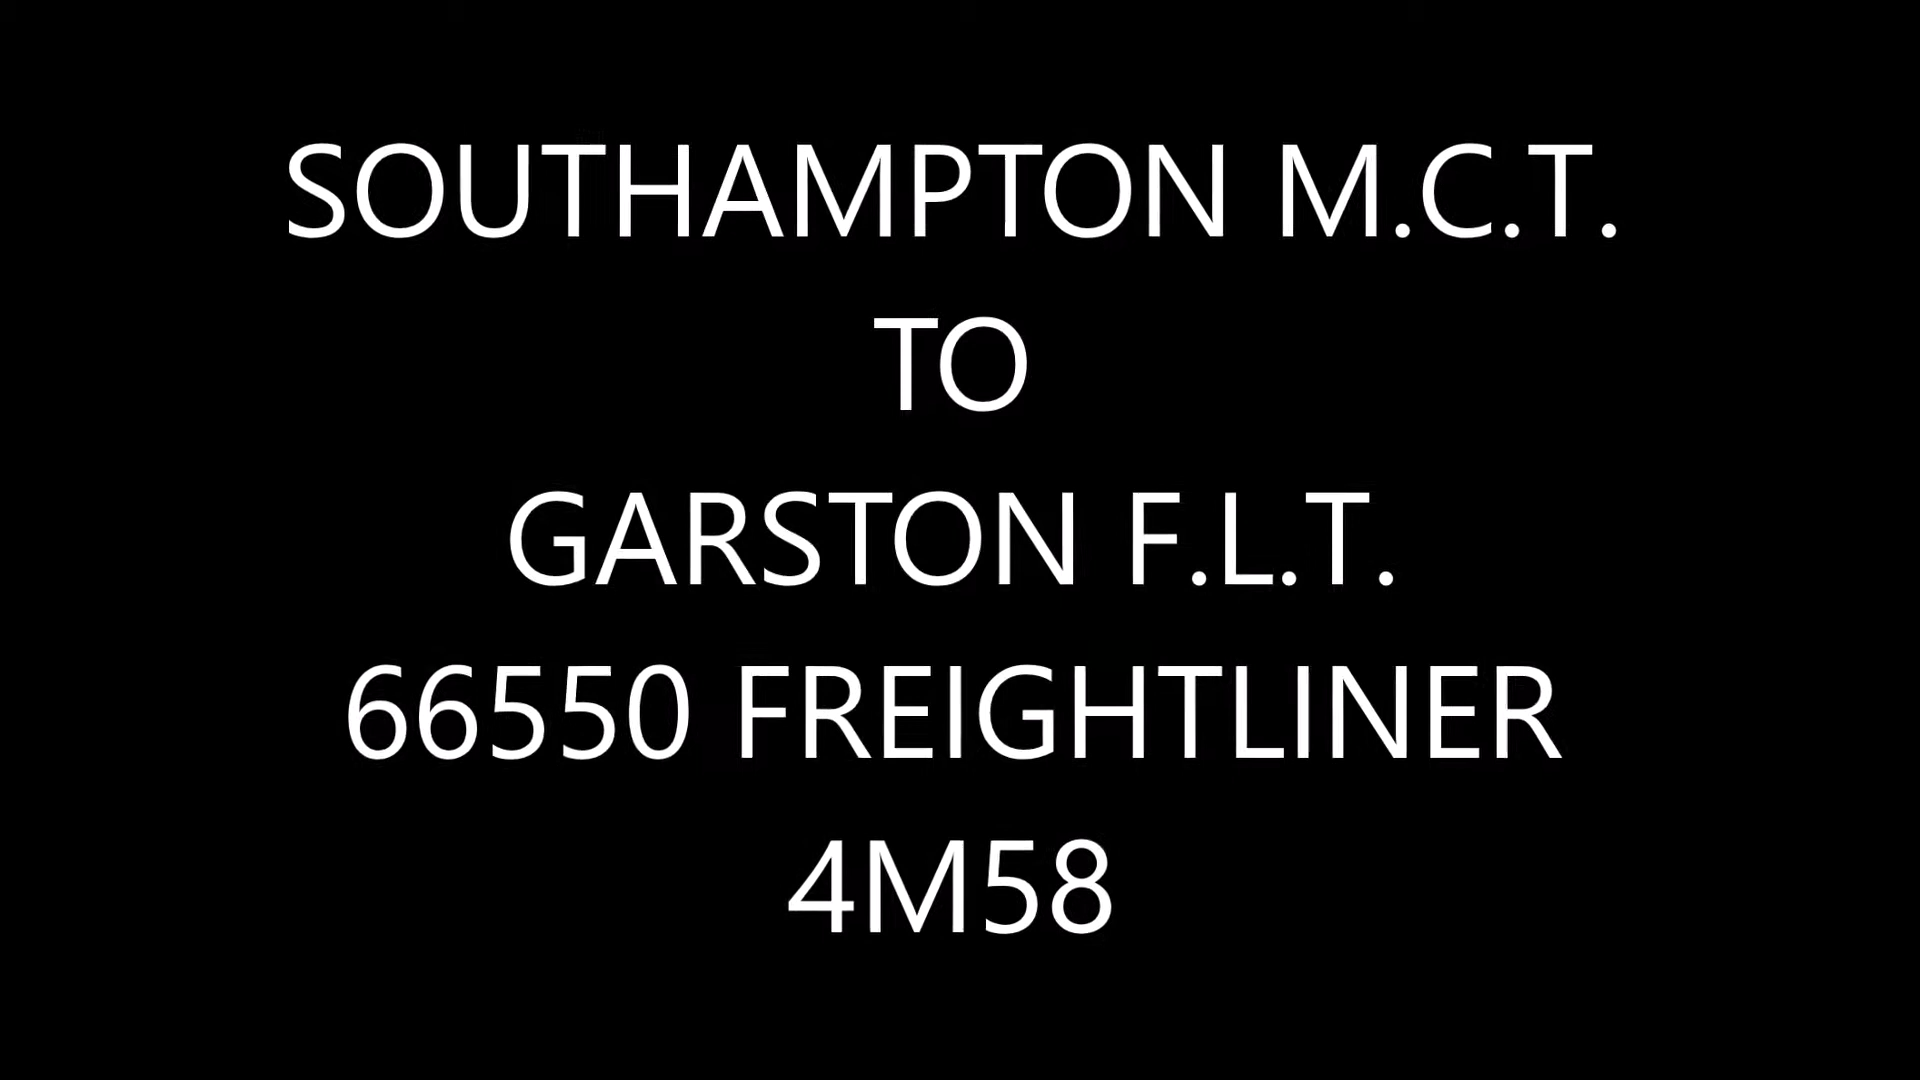 SOUTHAMPTON M.C.T.
TO
GARSTON F.L.T.
66550 FREIGHTLINER
4M58